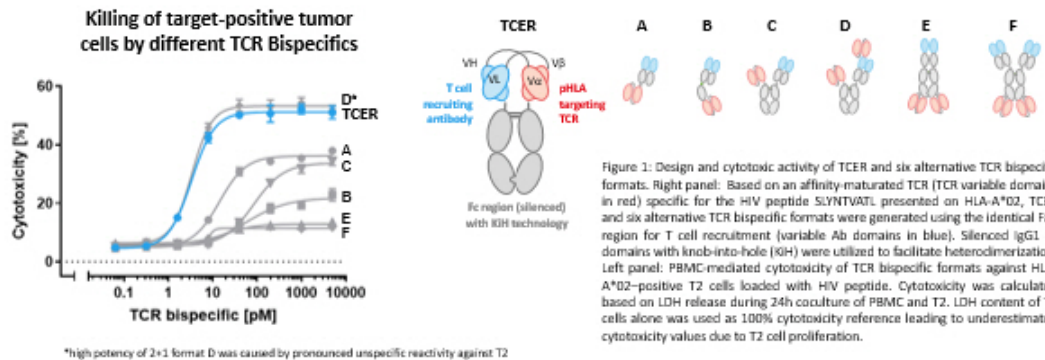 Killing of target-positive tumor
cells by different TCR Bispecifics
60
40
20
0
Cytotoxicity [%]
0.1
1
10
100
1000
10000
TCR bispecific [pM]
D*
TCER
A
C
B
E
F
*high potency of 2+1 format D was caused by pronounced unspecific reactivity against T2
TCER
VH
Vβ
VL
Vα
T cell
recruiting
antibody
pHLA
targeting
TCR
Fc region (silenced)
with KiH technology
A
B
C
D
E
F
Figure 1: Design and cytotoxic activity of TCER and six alternative TCR bispecifi
formats. Right panel: Based on an affinity-maturated TCR (TCR variable domain
in red) specific for the HIV peptide SLYNTVATL presented on HLA-A*02, TC
and six alternative TCR bispecific formats were generated using the identical F
region for T cell recruitment (variable Ab domains in blue). Silenced IgG1
domains with knob-into-hole (KiH) were utilized to facilitate heterodimerizatio
Left panel: PBMC-mediated cytotoxicity of TCR bispecific formats against HL
A*02–positive T2 cells loaded with HIV peptide. Cytotoxicity was calculat
based on LDH release during 24h coculture of PBMC and T2. LDH content of T
cells alone was used as 100% cytotoxicity reference leading to underestimat
cytotoxicity values due to T2 cell proliferation.